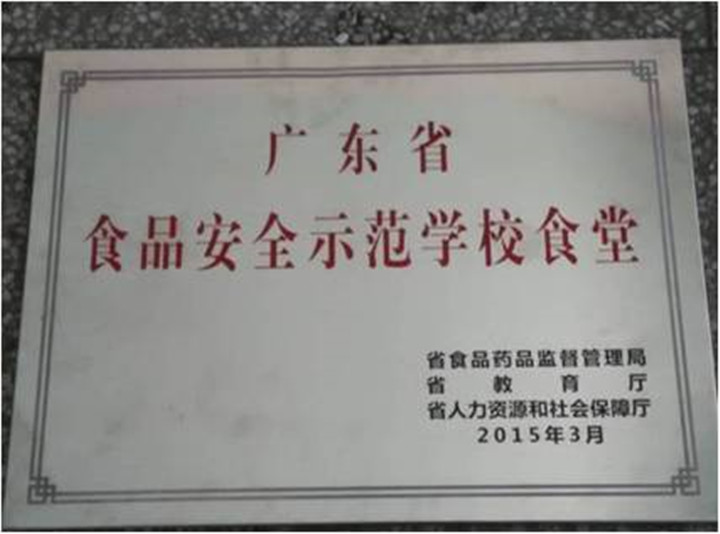 广东省
食品安全示范学校食堂
省食品药品监督管理局
省教育厅
省人力资源和社会保障厅
2015年3月